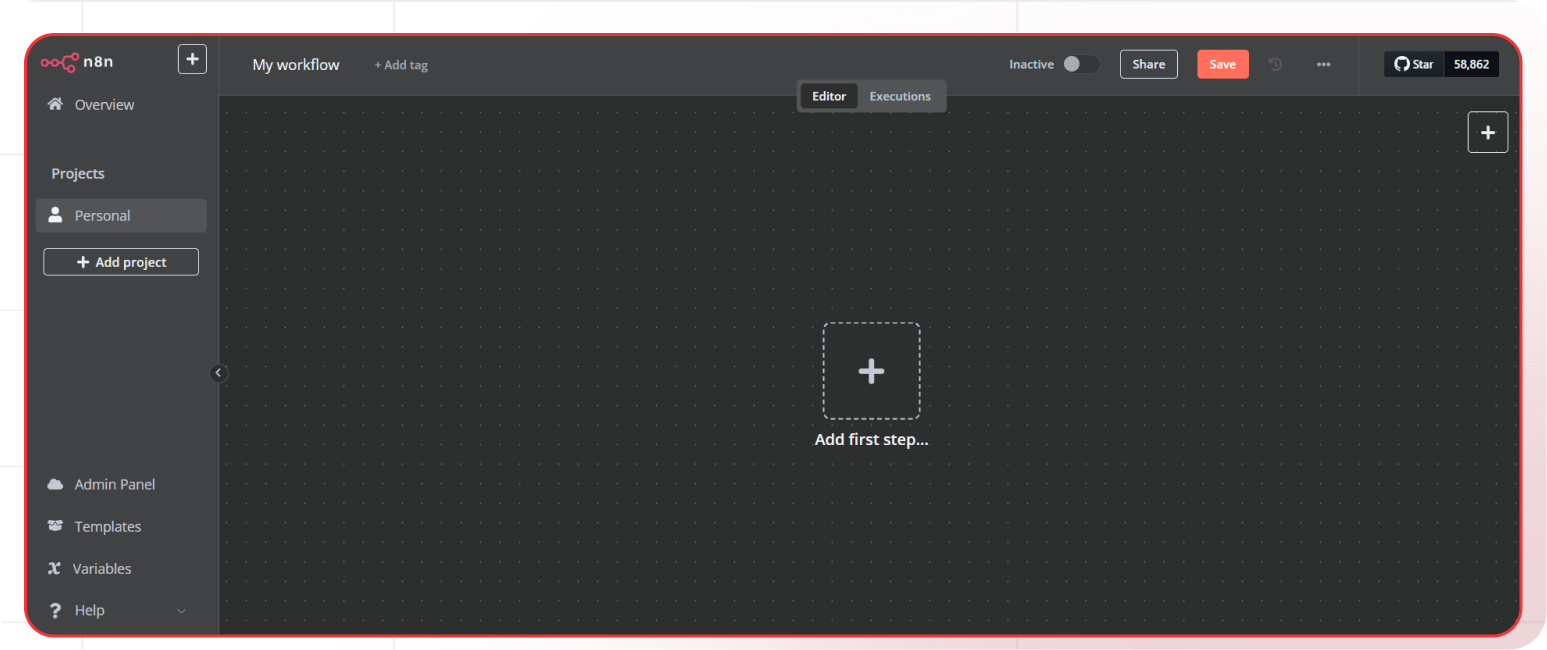 n8n
Overview
Projects
Personal
Add project
Admin Panel
Templates
Variables
Help
My workflow
+ Add tag
Inactive
Share
Save
Star
58,862
Editor
Executions
Add first step...